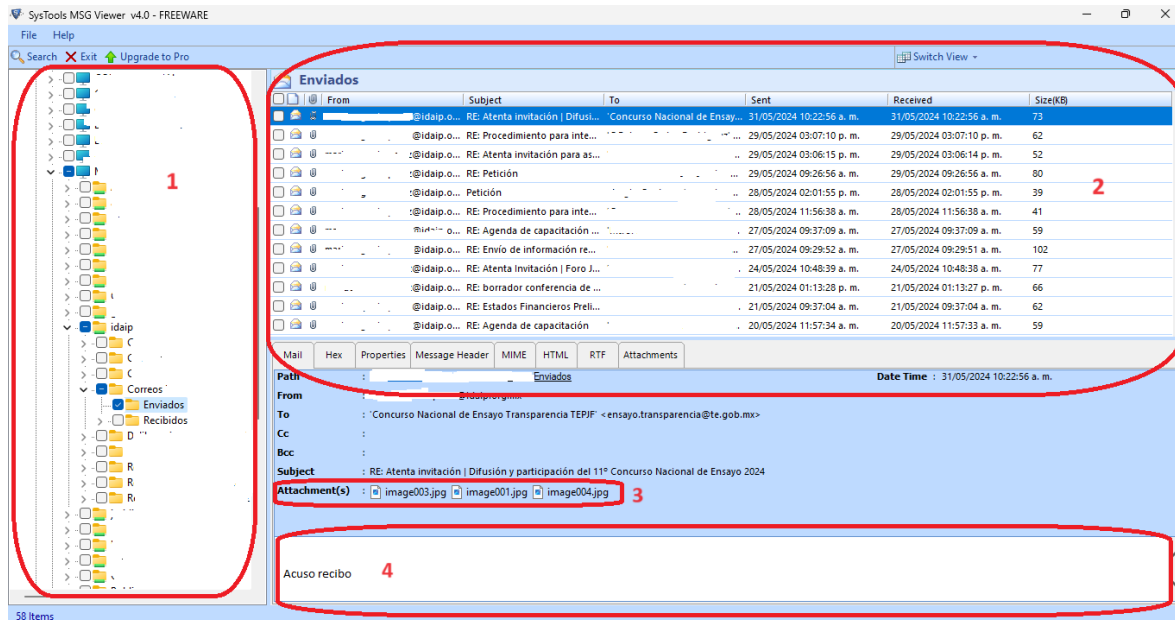 SysTools MSG Viewer v4.0 - FREEWARE
File Help
Search Exit Upgrade to Pro
Switch View
1
idaip
Correos
Enviados
Recibidos
D
R
R
58 Items
Enviados
2
From Subject To Sent Received Size(KB)
@idaip.o... RE: Atenta invitación | Difusi... 'Concurso Nacional de Ensay... 31/05/2024 10:22:56 a. m. 31/05/2024 10:22:56 a. m. 73
@idaip.o... RE: Procedimiento para inte... ... 29/05/2024 03:07:10 p. m. 29/05/2024 03:07:10 p. m. 62
:@idaip.o... RE: Atenta invitación para as... .. 29/05/2024 03:06:15 p. m. 29/05/2024 03:06:14 p. m. 52
:@idaip.o... RE: Petición ... 29/05/2024 09:26:56 a. m. 29/05/2024 09:26:56 a. m. 80
:@idaip.o... Petición .. 28/05/2024 02:01:55 p. m. 28/05/2024 02:01:55 p. m. 39
:@idaip.o... RE: Procedimiento para inte... .. 28/05/2024 11:56:38 a. m. 28/05/2024 11:56:38 a. m. 41
o... RE: Agenda de capacitación ... 27/05/2024 09:37:09 a. m. 27/05/2024 09:37:09 a. m. 59
:@idaip.o... RE: Envío de información re... 27/05/2024 09:29:52 a. m. 27/05/2024 09:29:51 a. m. 102
:@idaip.o... RE: Atenta Invitación | Foro J... . 24/05/2024 10:48:39 a. m. 24/05/2024 10:48:38 a. m. 77
@idaip.o... RE: borrador conferencia de ... 21/05/2024 01:13:28 p. m. 21/05/2024 01:13:27 p. m. 66
@idaip.o... RE: Estados Financieros Preli... . 21/05/2024 09:37:04 a. m. 21/05/2024 09:37:04 a. m. 62
@idaip.o... RE: Agenda de capacitación . 20/05/2024 11:57:34 a. m. 20/05/2024 11:57:33 a. m. 59
Mail Hex Properties Message Header MIME HTML RTF Attachments
Path : Enviados Date Time : 31/05/2024 10:22:56 a. m.
From :
To : 'Concurso Nacional de Ensayo Transparencia TEPJF' <ensayo.transparencia@te.gob.mx>
Cc :
Bcc :
Subject : RE: Atenta invitación | Difusión y participación del 11º Concurso Nacional de Ensayo 2024
Attachment(s) : image003.jpg image001.jpg image004.jpg 3
Acuso recibo 4